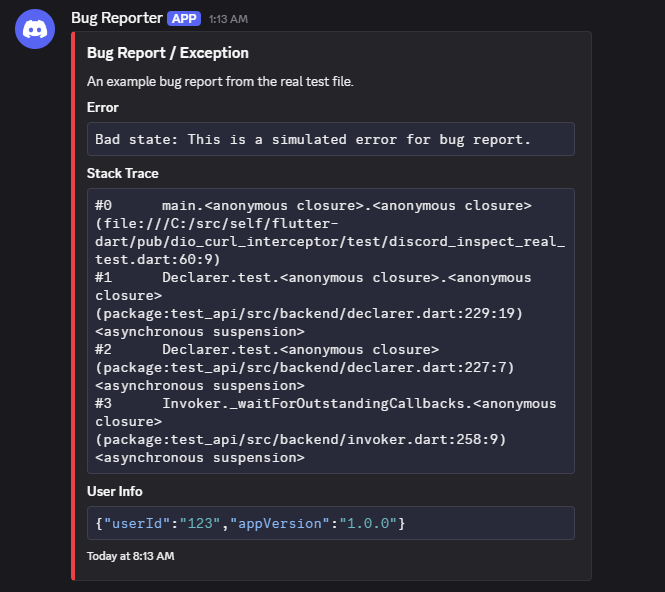 Bug Reporter APP 1:13 AM
Bug Report / Exception
An example bug report from the real test file.
Error
Bad state: This is a simulated error for bug report.
Stack Trace
#0      main.<anonymous closure>.<anonymous closure>
(file:///C:/src/self/flutter-
dart/pub/dio_curl_interceptor/test/discord_inspect_real_
test.dart:60:9)
#1      Declarer.test.<anonymous closure>.<anonymous
closure>
(package:test_api/src/backend/declarer.dart:229:19)
<asynchronous suspension>
#2      Declarer.test.<anonymous closure>
(package:test_api/src/backend/declarer.dart:227:7)
<asynchronous suspension>
#3      Invoker._waitForOutstandingCallbacks.<anonymous
closure>
(package:test_api/src/backend/invoker.dart:258:9)
<asynchronous suspension>
User Info
{"userId":"123","appVersion":"1.0.0"}
Today at 8:13 AM